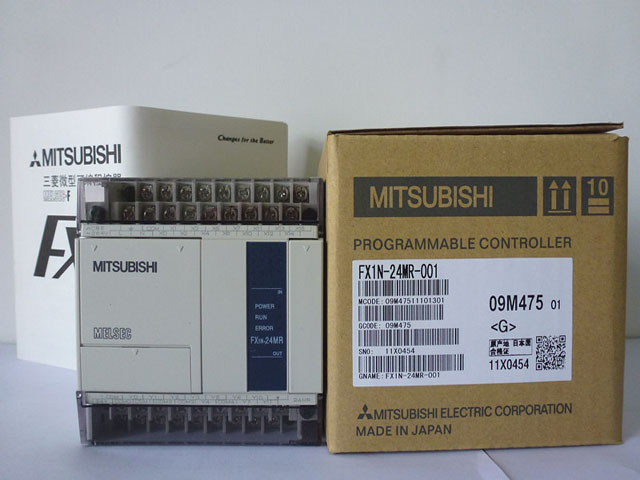 MITSUBISHI
Changes for the Better
三菱微型可编程控制器
MELSEC-F
FX
MITSUBISHI
IN
POWER
RUN
ERROR
FX1N-24MR
OUT
MELSEC
MITSUBISHI
10
PROGRAMMABLE CONTROLLER
FX1N-24MR-001
MCODE: 09M47511101301
09M475 01
GCODE: 09M475
<G>
原产地 日本国
合格证
SNO: 11X0454
11X0454
GNAME: FX1N-24MR-001
MITSUBISHI ELECTRIC CORPORATION
MADE IN JAPAN